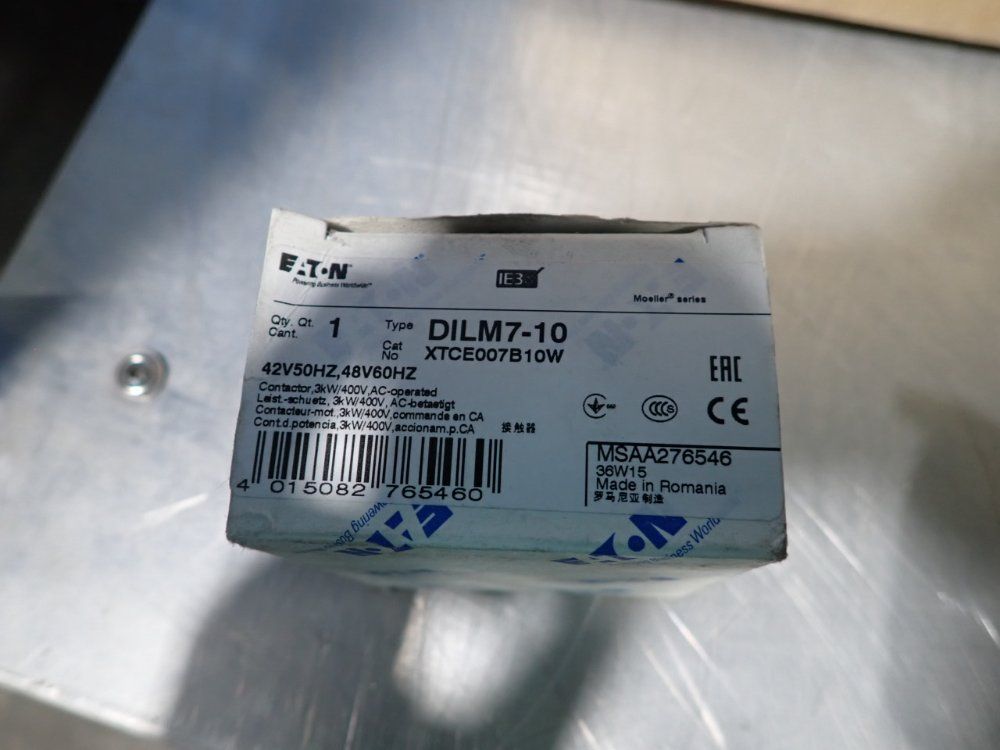 EATON
Powering Business Worldwide™
IE3
Moeller® series
Qty. Qt. 1
Cant.
Type DILM7-10
Cat No XTCE007B10W
42V50HZ,48V60HZ
Contactor,3kW/400V,AC-operated
Leist.-schuetz, 3kW/400V, AC-betaetigt
Contacteur-mot.,3kW/400V,commande en CA
Cont.d.potencia,3kW/400V,accionam.p.CA 接触器
EAC
CCC S
CE
4 015082 765460
MSAA276546
36W15
Made in Romania
罗马尼亚制造